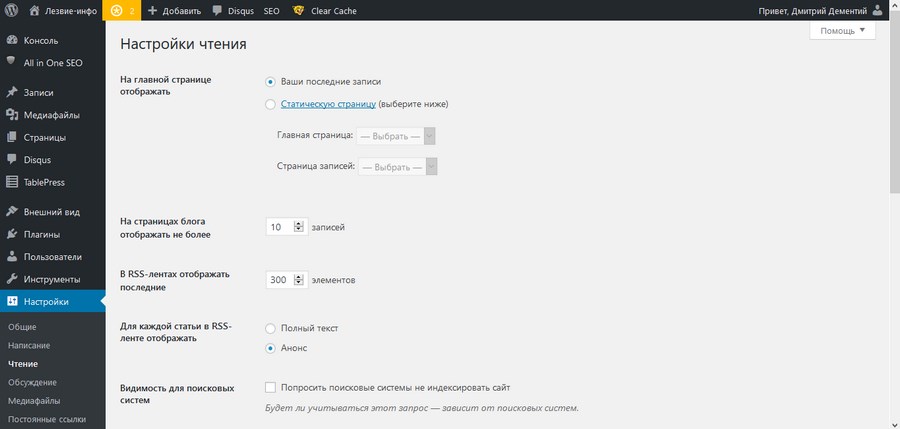 Лезвие-инфо 2 Добавить Disqus SEO Clear Cache Привет, Дмитрий Дементий
Помощь
Консоль
All in One SEO
Записи
Медиафайлы
Страницы
Disqus
TablePress
Внешний вид
Плагины
Пользователи
Инструменты
Настройки
Общие
Написание
Чтение
Обсуждение
Медиафайлы
Постоянные ссылки
Настройки чтения
На главной странице
отображать
Ваши последние записи
Статическую страницу (выберите ниже)
Главная страница: — Выбрать —
Страница записей: — Выбрать —
На страницах блога
отображать не более
10 записей
В RSS-лентах отображать
последние
300 элементов
Для каждой статьи в RSS-
ленте отображать
Полный текст
Анонс
Видимость для поисковых
систем
Попросить поисковые системы не индексировать сайт
Будет ли учитываться этот запрос — зависит от поисковых систем.